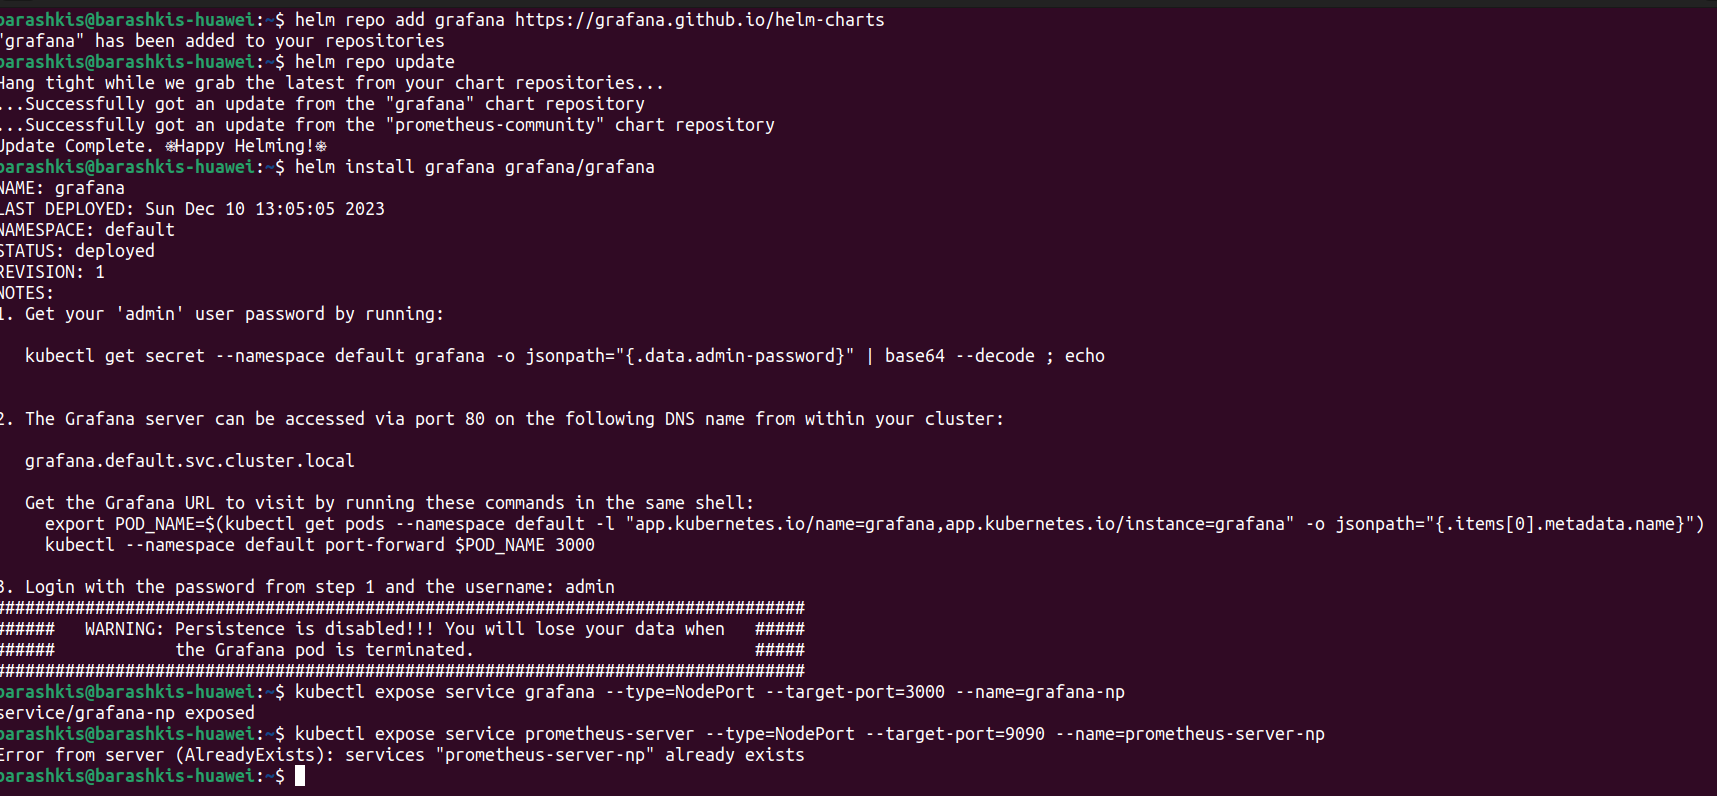 barashkis@barashkis-huawei:~$ helm repo add grafana https://grafana.github.io/helm-charts
"grafana" has been added to your repositories
barashkis@barashkis-huawei:~$ helm repo update
Hang tight while we grab the latest from your chart repositories...
...Successfully got an update from the "grafana" chart repository
...Successfully got an update from the "prometheus-community" chart repository
Update Complete. ⎈Happy Helming!⎈
barashkis@barashkis-huawei:~$ helm install grafana grafana/grafana
NAME: grafana
LAST DEPLOYED: Sun Dec 10 13:05:05 2023
NAMESPACE: default
STATUS: deployed
REVISION: 1
NOTES:
1. Get your 'admin' user password by running:
kubectl get secret --namespace default grafana -o jsonpath="{.data.admin-password}" | base64 --decode ; echo
2. The Grafana server can be accessed via port 80 on the following DNS name from within your cluster:
grafana.default.svc.cluster.local
Get the Grafana URL to visit by running these commands in the same shell:
export POD_NAME=$(kubectl get pods --namespace default -l "app.kubernetes.io/name=grafana,app.kubernetes.io/instance=grafana" -o jsonpath="{.items[0].metadata.name}")
kubectl --namespace default port-forward $POD_NAME 3000
3. Login with the password from step 1 and the username: admin
#################################################################################
######   WARNING: Persistence is disabled!!! You will lose your data when   #####
######            the Grafana pod is terminated.                            #####
#################################################################################
barashkis@barashkis-huawei:~$ kubectl expose service grafana --type=NodePort --target-port=3000 --name=grafana-np
service/grafana-np exposed
barashkis@barashkis-huawei:~$ kubectl expose service prometheus-server --type=NodePort --target-port=9090 --name=prometheus-server-np
Error from server (AlreadyExists): services "prometheus-server-np" already exists
barashkis@barashkis-huawei:~$